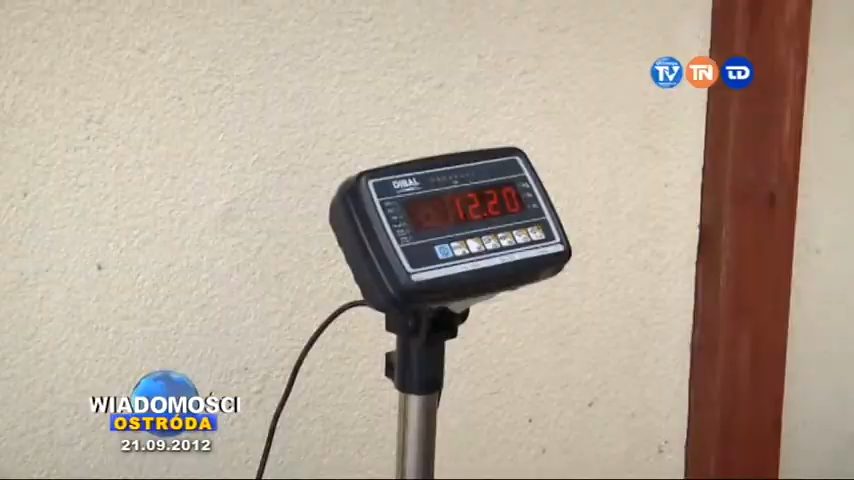 TV TN TD
DIBAL
12.20
WIADOMOŚCI
OSTRÓDA
21.09.2012